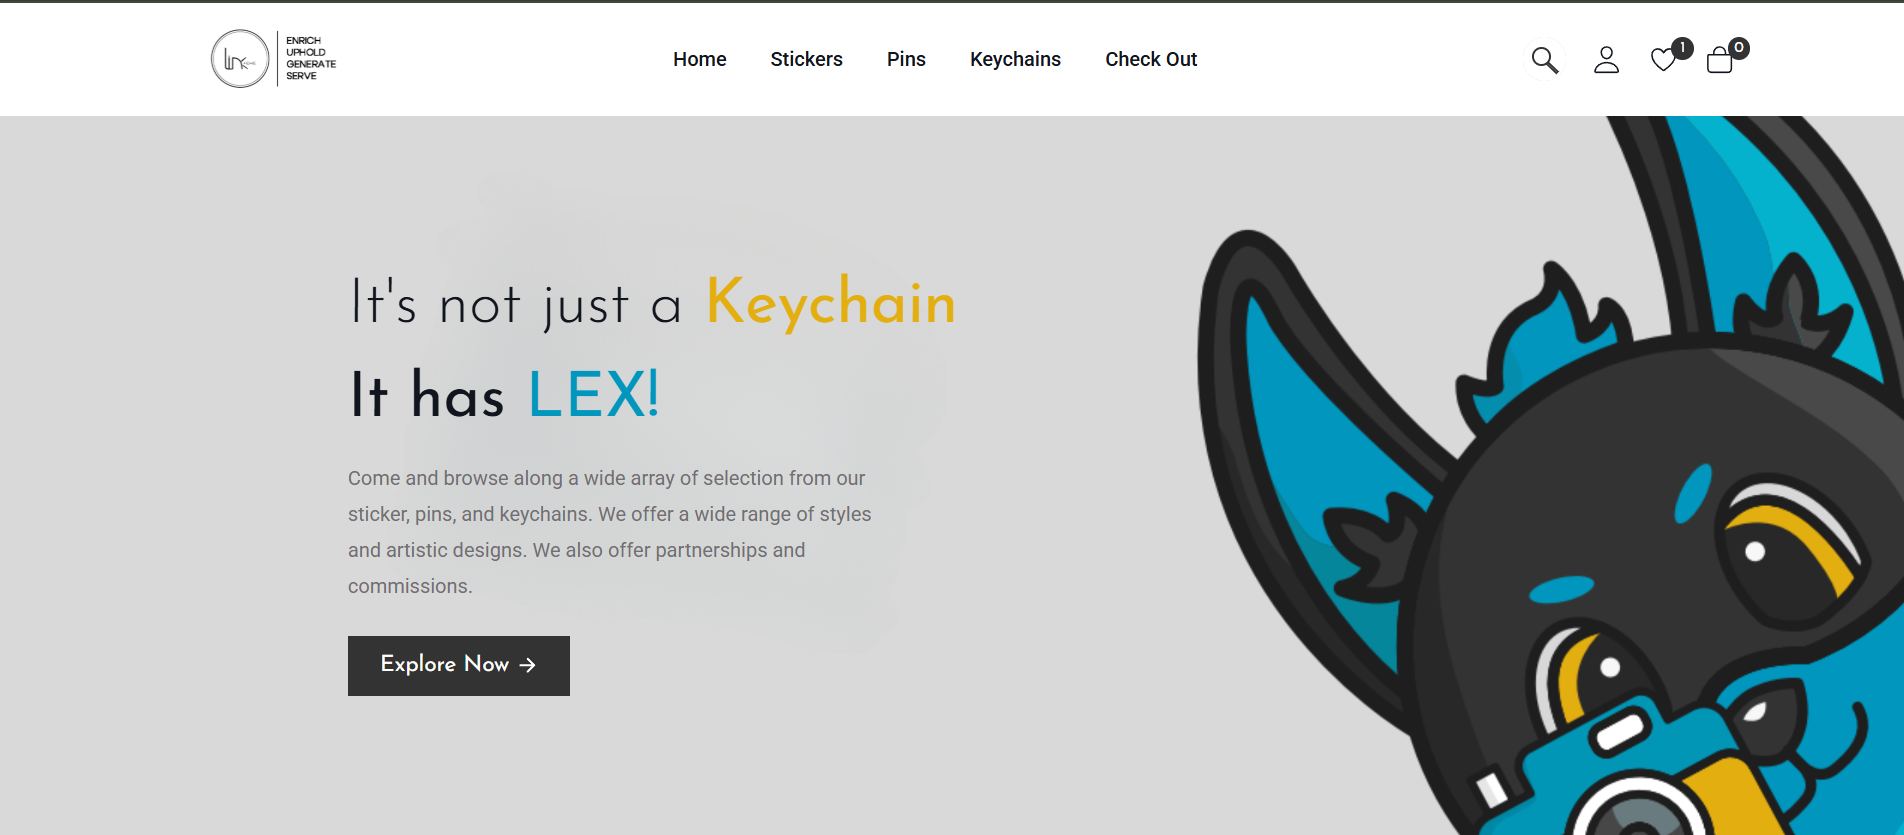 link HOME
ENRICH
UPHOLD
GENERATE
SERVE
Home Stickers Pins Keychains Check Out
1
0
It's not just a Keychain
It has LEX!
Come and browse along a wide array of selection from our
sticker, pins, and keychains. We offer a wide range of styles
and artistic designs. We also offer partnerships and
commissions.
Explore Now →